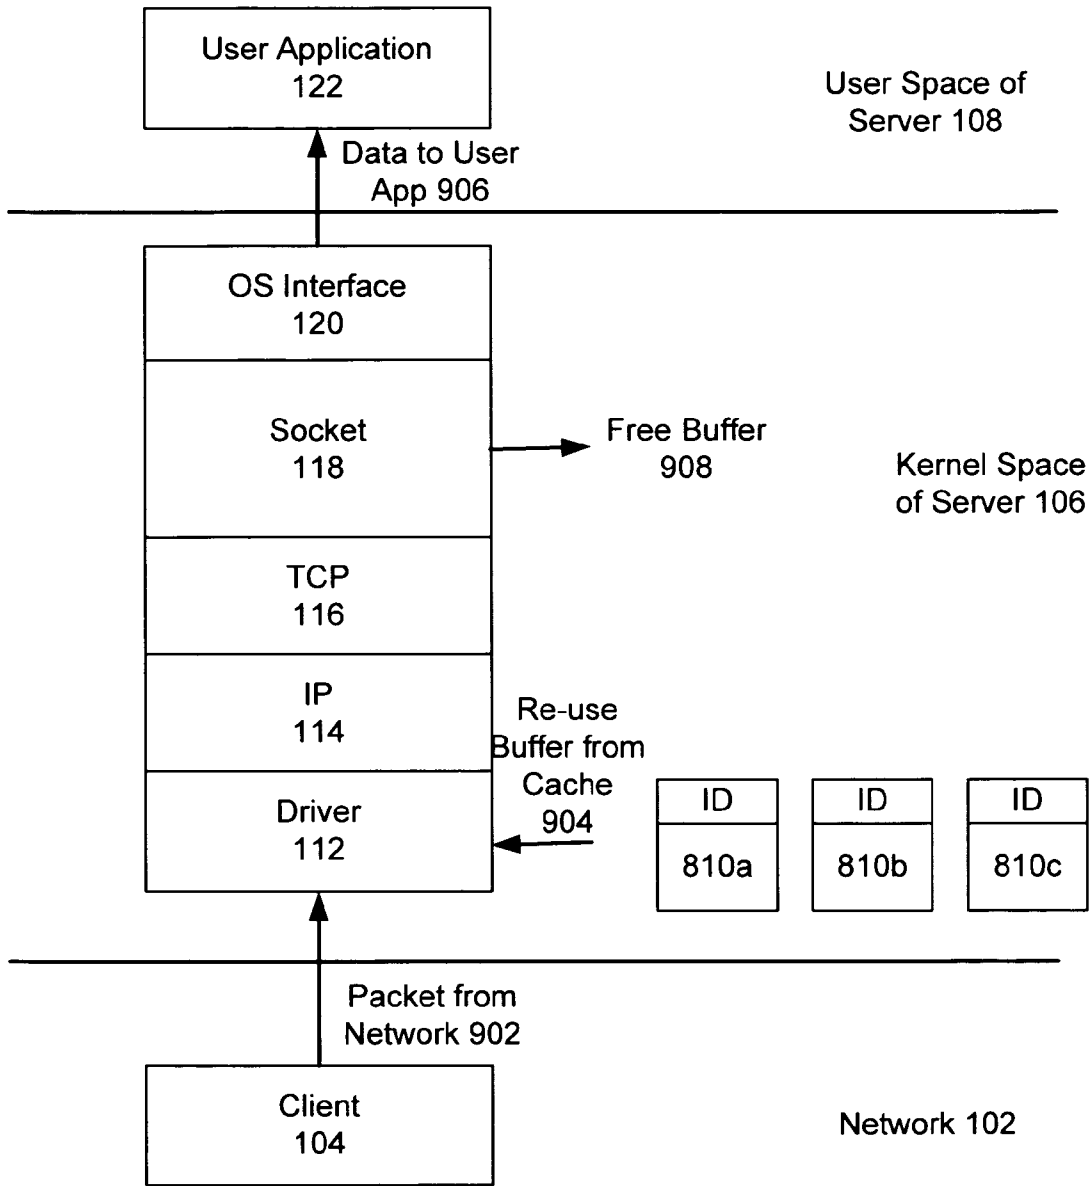 User Application
122
User Space of
Server 108
Data to User
App 906
OS Interface
120
Socket
118
Free Buffer
908
Kernel Space
of Server 106
TCP
116
IP
114
Re-use
Buffer from
Cache
904
Driver
112
ID
810a
ID
810b
ID
810c
Packet from
Network 902
Client
104
Network 102